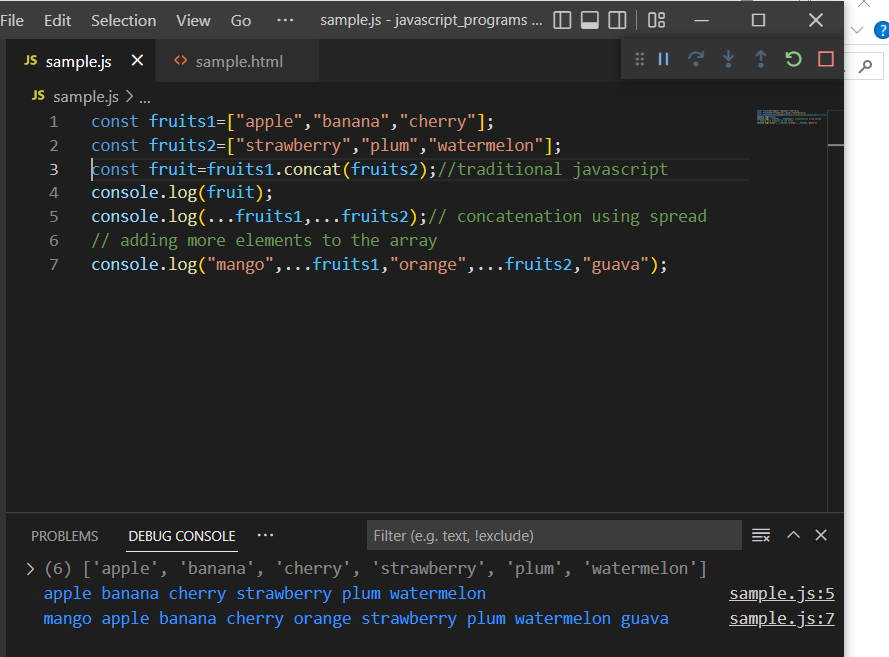 File Edit Selection View Go ··· sample.js - javascript_programs ...
JS sample.js <> sample.html
JS sample.js > ...
1 const fruits1=["apple","banana","cherry"];
2 const fruits2=["strawberry","plum","watermelon"];
3 const fruit=fruits1.concat(fruits2);//traditional javascript
4 console.log(fruit);
5 console.log(...fruits1,...fruits2);// concatenation using spread
6 // adding more elements to the array
7 console.log("mango",...fruits1,"orange",...fruits2,"guava");
PROBLEMS DEBUG CONSOLE ··· Filter (e.g. text, !exclude)
> (6) ['apple', 'banana', 'cherry', 'strawberry', 'plum', 'watermelon']
apple banana cherry strawberry plum watermelon sample.js:5
mango apple banana cherry orange strawberry plum watermelon guava sample.js:7